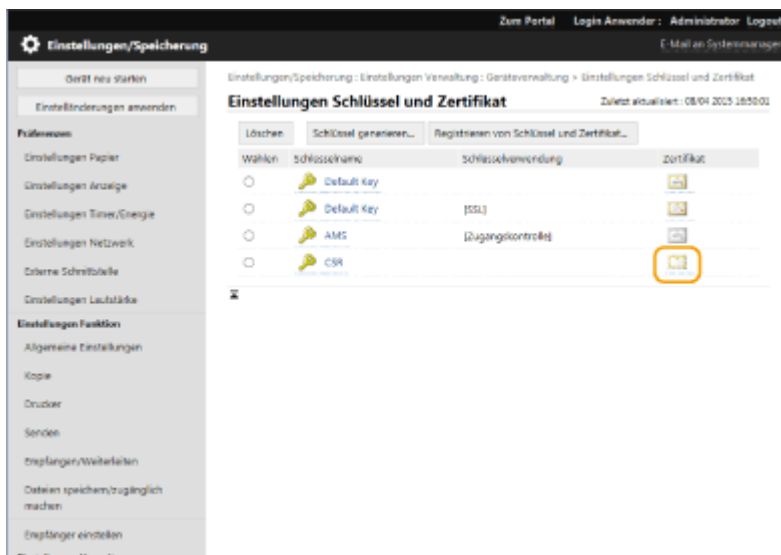 Zum Portal Login Anwender : Administrator Logout
Einstellungen/Speicherung
E-Mail an Systemmanager
Gerät neu starten
Einstelländerungen anwenden
Präferenzen
Einstellungen Papier
Einstellungen Anzeige
Einstellungen Timer/Energie
Einstellungen Netzwerk
Externe Schnittstelle
Einstellungen Lautstärke
Einstellungen Funktion
Allgemeine Einstellungen
Kopie
Drucker
Senden
Empfangen/Weiterleiten
Dateien speichern/zugänglich
machen
Empfänger einstellen
Einstellungen/Speicherung : Einstellungen Verwaltung : Geräteverwaltung > Einstellungen Schlüssel und Zertifikat
Einstellungen Schlüssel und Zertifikat
Zuletzt aktualisiert : 08/04 2015 16:50:01
Löschen Schlüssel generieren... Registrieren von Schlüssel und Zertifikat...
Wählen Schlüsselname Schlüsselverwendung Zertifikat
Default Key
Default Key [SSL]
AMS [Zugangskontrolle]
CSR